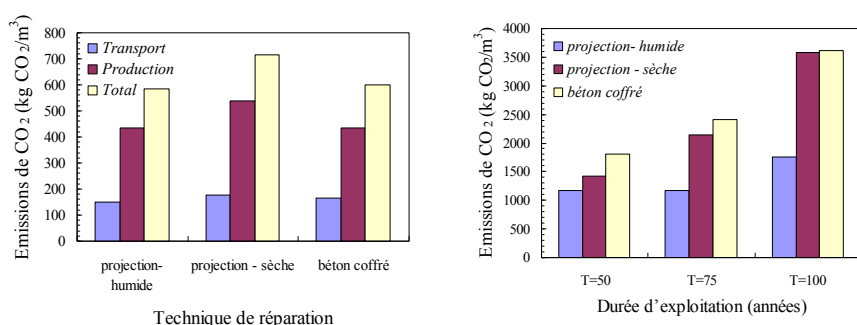 Emissions de CO2 (kg CO2/m3)
800
700
600
500
400
300
200
100
0
Transport
Production
Total
projection-
humide
projection - sèche
béton coffré
Technique de réparation
Emissions de CO2 (kg CO2/m3)
4000
3500
3000
2500
2000
1500
1000
500
0
projection- humide
projection - sèche
béton coffré
T=50
T=75
T=100
Durée d’exploitation (années)